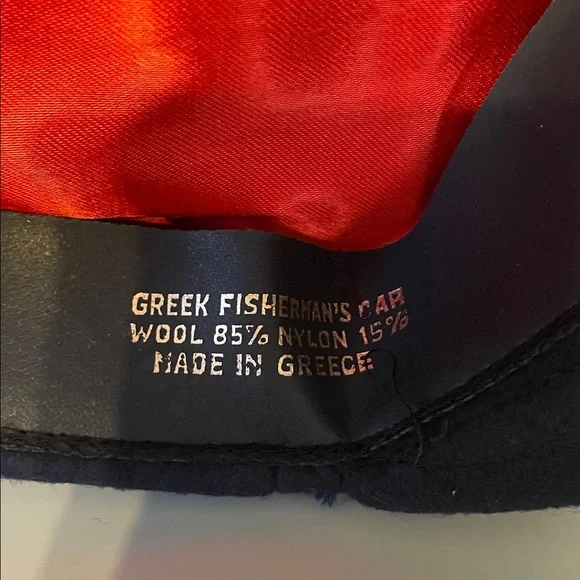 GREEK FISHERMAN'S CAP
WOOL 85% NYLON 15%
MADE IN GREECE